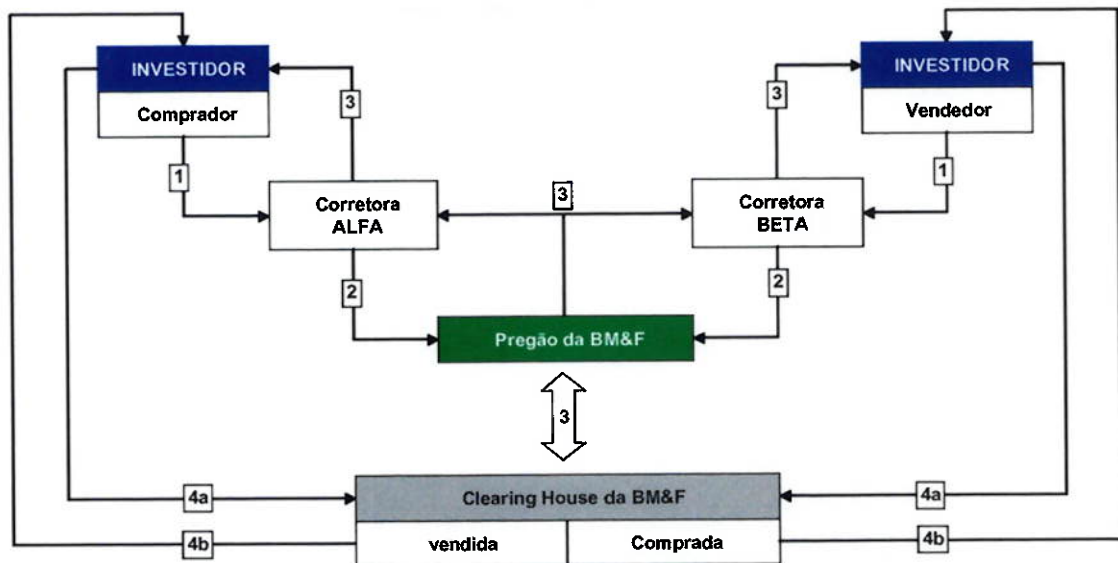 INVESTIDOR
Comprador
INVESTIDOR
Vendedor
3
3
1
1
Corretora
ALFA
3
Corretora
BETA
2
2
Pregão da BM&F
3
4a
Clearing House da BM&F
4a
4b
vendida
Comprada
4b